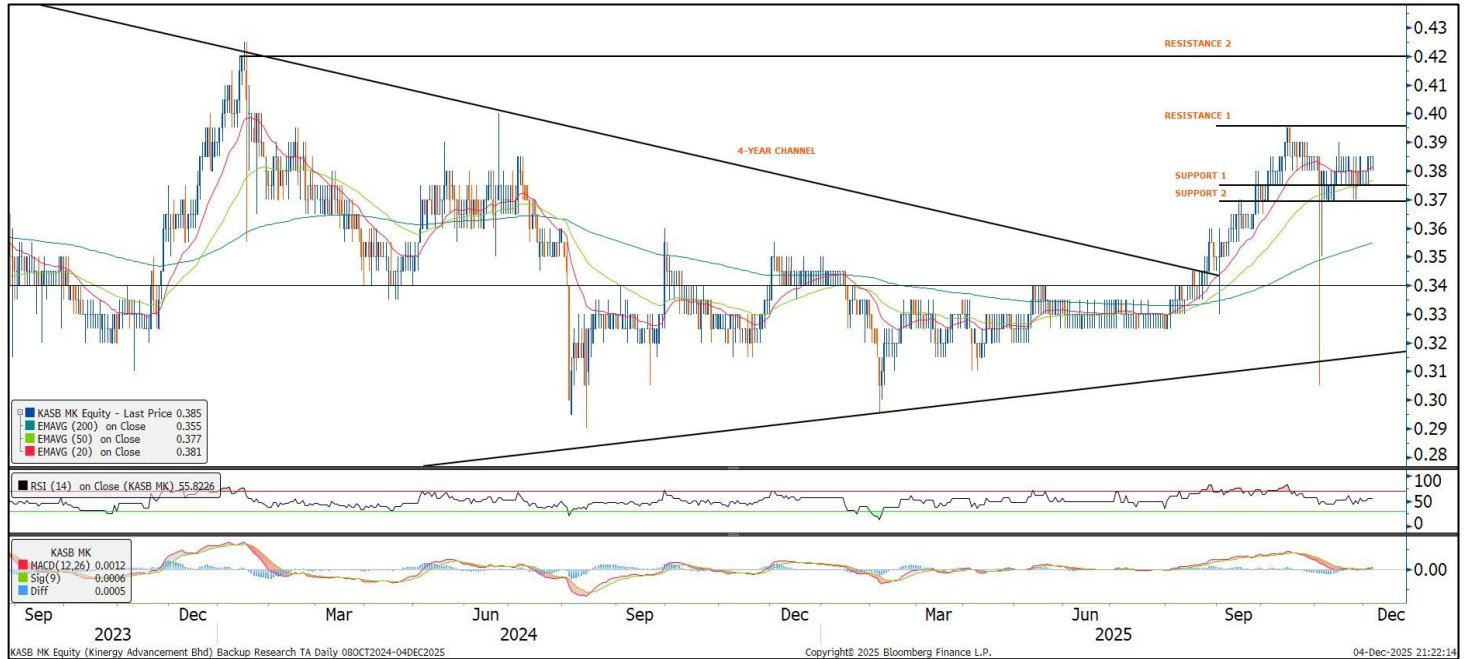 RESISTANCE 2
RESISTANCE 1
4-YEAR CHANNEL
SUPPORT 1
SUPPORT 2
0.43
0.42
0.41
0.40
0.39
0.38
0.37
0.36
0.35
0.34
0.33
0.32
0.31
0.30
0.29
0.28
KASB MK Equity - Last Price 0.385
EMAVG (200) on Close 0.355
EMAVG (50) on Close 0.377
EMAVG (20) on Close 0.381
RSI (14) on Close (KASB MK) 55.8226
100
50
0
KASB MK
MACD(12,26) 0.0012
Sig(9) 0.0006
Diff 0.0005
0.00
Sep Dec Mar Jun Sep Dec Mar Jun Sep Dec
2023 2024 2025
KASB MK Equity (Kinergy Advancement Bhd) Backup Research TA Daily 08OCT2024-04DEC2025 Copyright© 2025 Bloomberg Finance L.P. 04-Dec-2025 21:22:14